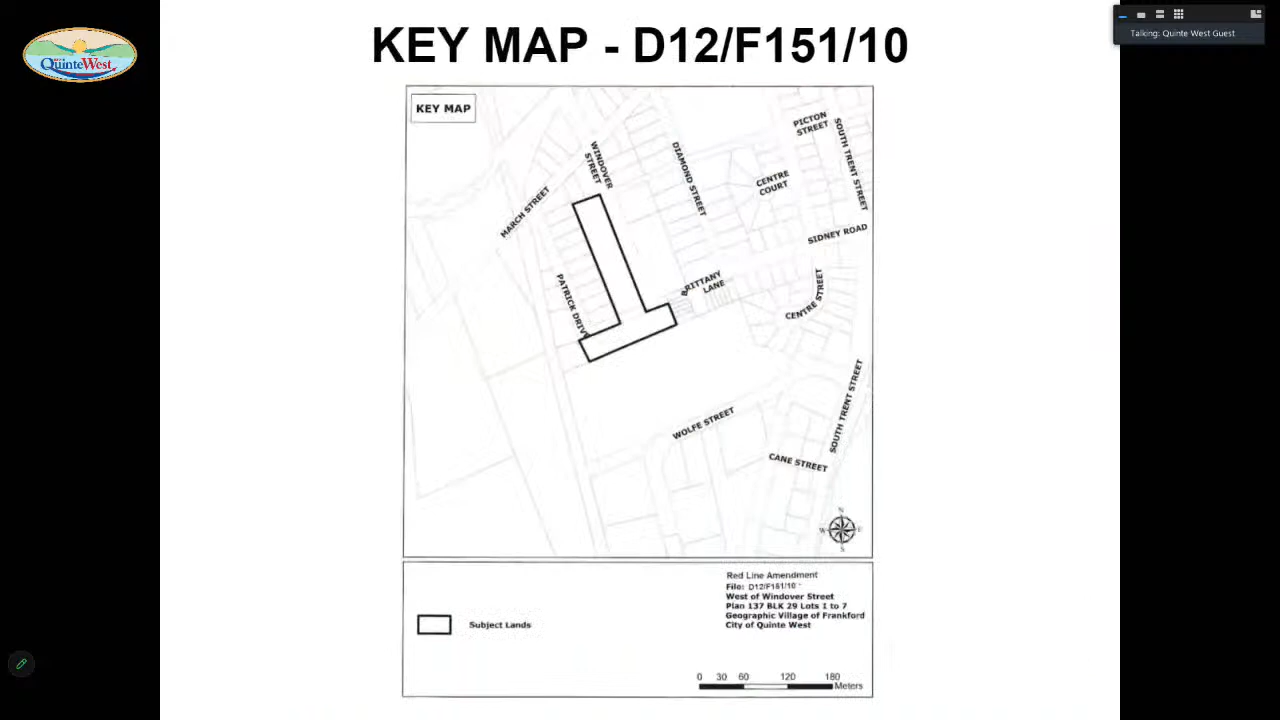 KEY MAP - D12/F151/10
Talking: Quinte West Guest
QuinteWest
KEY MAP
PICTON
STREET
SOUTH TRENT STREET
WINDOVER
STREET
DIAMOND STREET
CENTRE
COURT
MARCH STREET
SIDNEY ROAD
PATRICK DRIVE
BRITTANY
LANE
CENTRE STREET
SOUTH TRENT STREET
WOLFE STREET
CANE STREET
N
W E
S
Red Line Amendment
File: D12/F151/10
West of Windover Street
Plan 137 BLK 29 Lots 1 to 7
Geographic Village of Frankford
City of Quinte West
Subject Lands
0 30 60 120 180
Meters